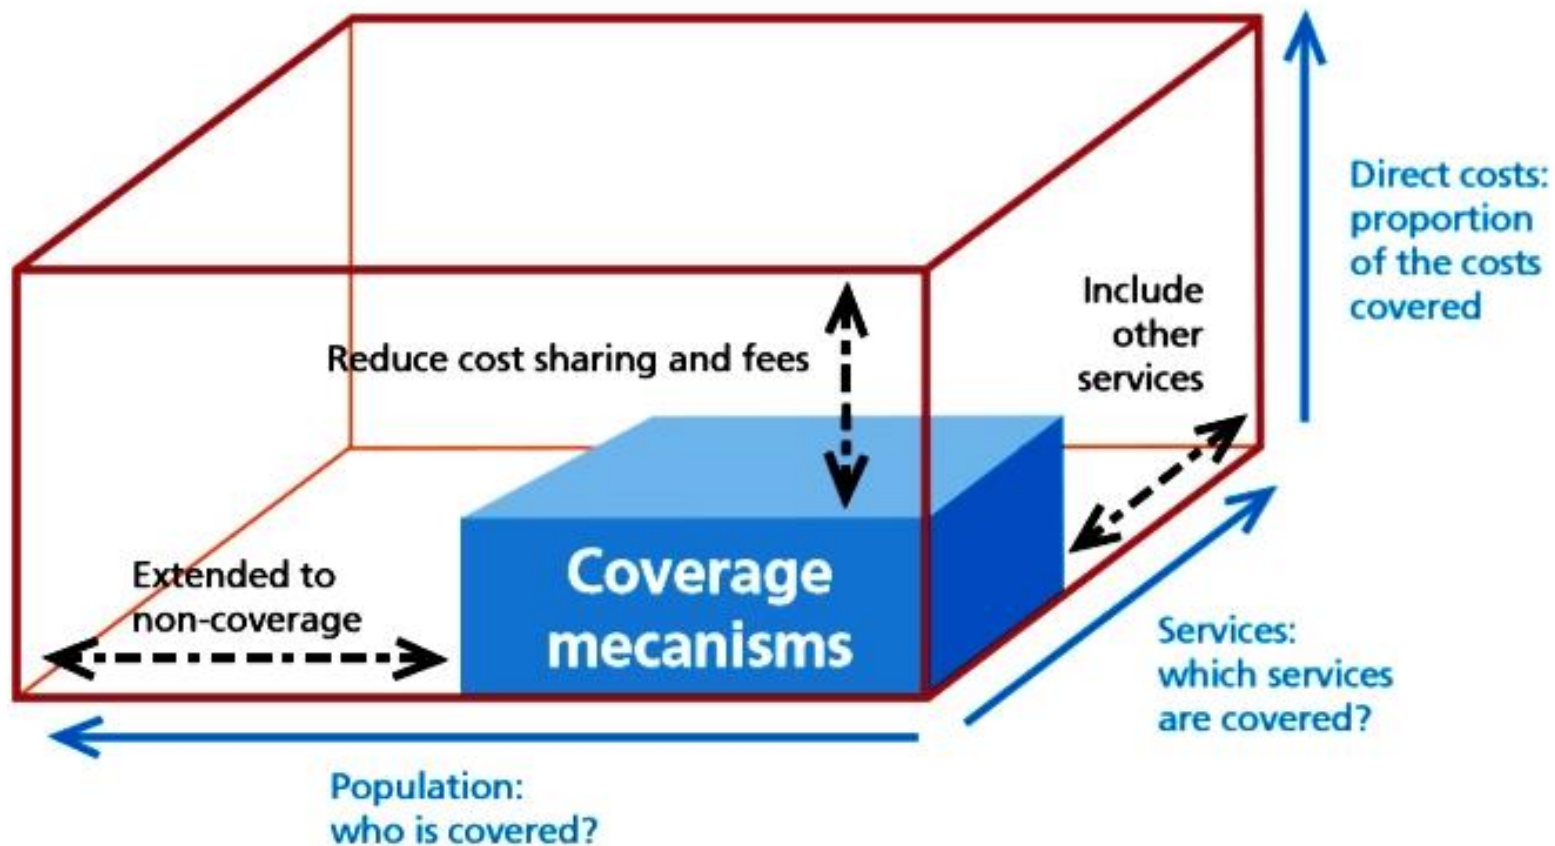 Direct costs:
proportion
of the costs
covered
Include
other
services
Reduce cost sharing and fees
Extended to
non-coverage
Coverage
mecanisms
Services:
which services
are covered?
Population:
who is covered?